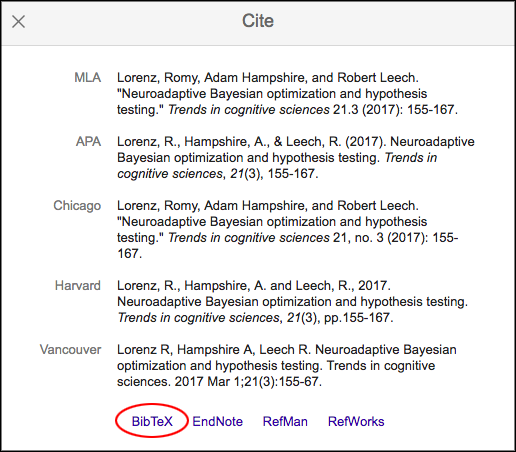 Cite
MLA Lorenz, Romy, Adam Hampshire, and Robert Leech.
"Neuroadaptive Bayesian optimization and hypothesis
testing." Trends in cognitive sciences 21.3 (2017): 155-167.
APA Lorenz, R., Hampshire, A., & Leech, R. (2017). Neuroadaptive
Bayesian optimization and hypothesis testing. Trends in
cognitive sciences, 21(3), 155-167.
Chicago Lorenz, Romy, Adam Hampshire, and Robert Leech.
"Neuroadaptive Bayesian optimization and hypothesis
testing." Trends in cognitive sciences 21, no. 3 (2017): 155-
167.
Harvard Lorenz, R., Hampshire, A. and Leech, R., 2017.
Neuroadaptive Bayesian optimization and hypothesis testing.
Trends in cognitive sciences, 21(3), pp.155-167.
Vancouver Lorenz R, Hampshire A, Leech R. Neuroadaptive Bayesian
optimization and hypothesis testing. Trends in cognitive
sciences. 2017 Mar 1;21(3):155-67.
BibTeX EndNote RefMan RefWorks